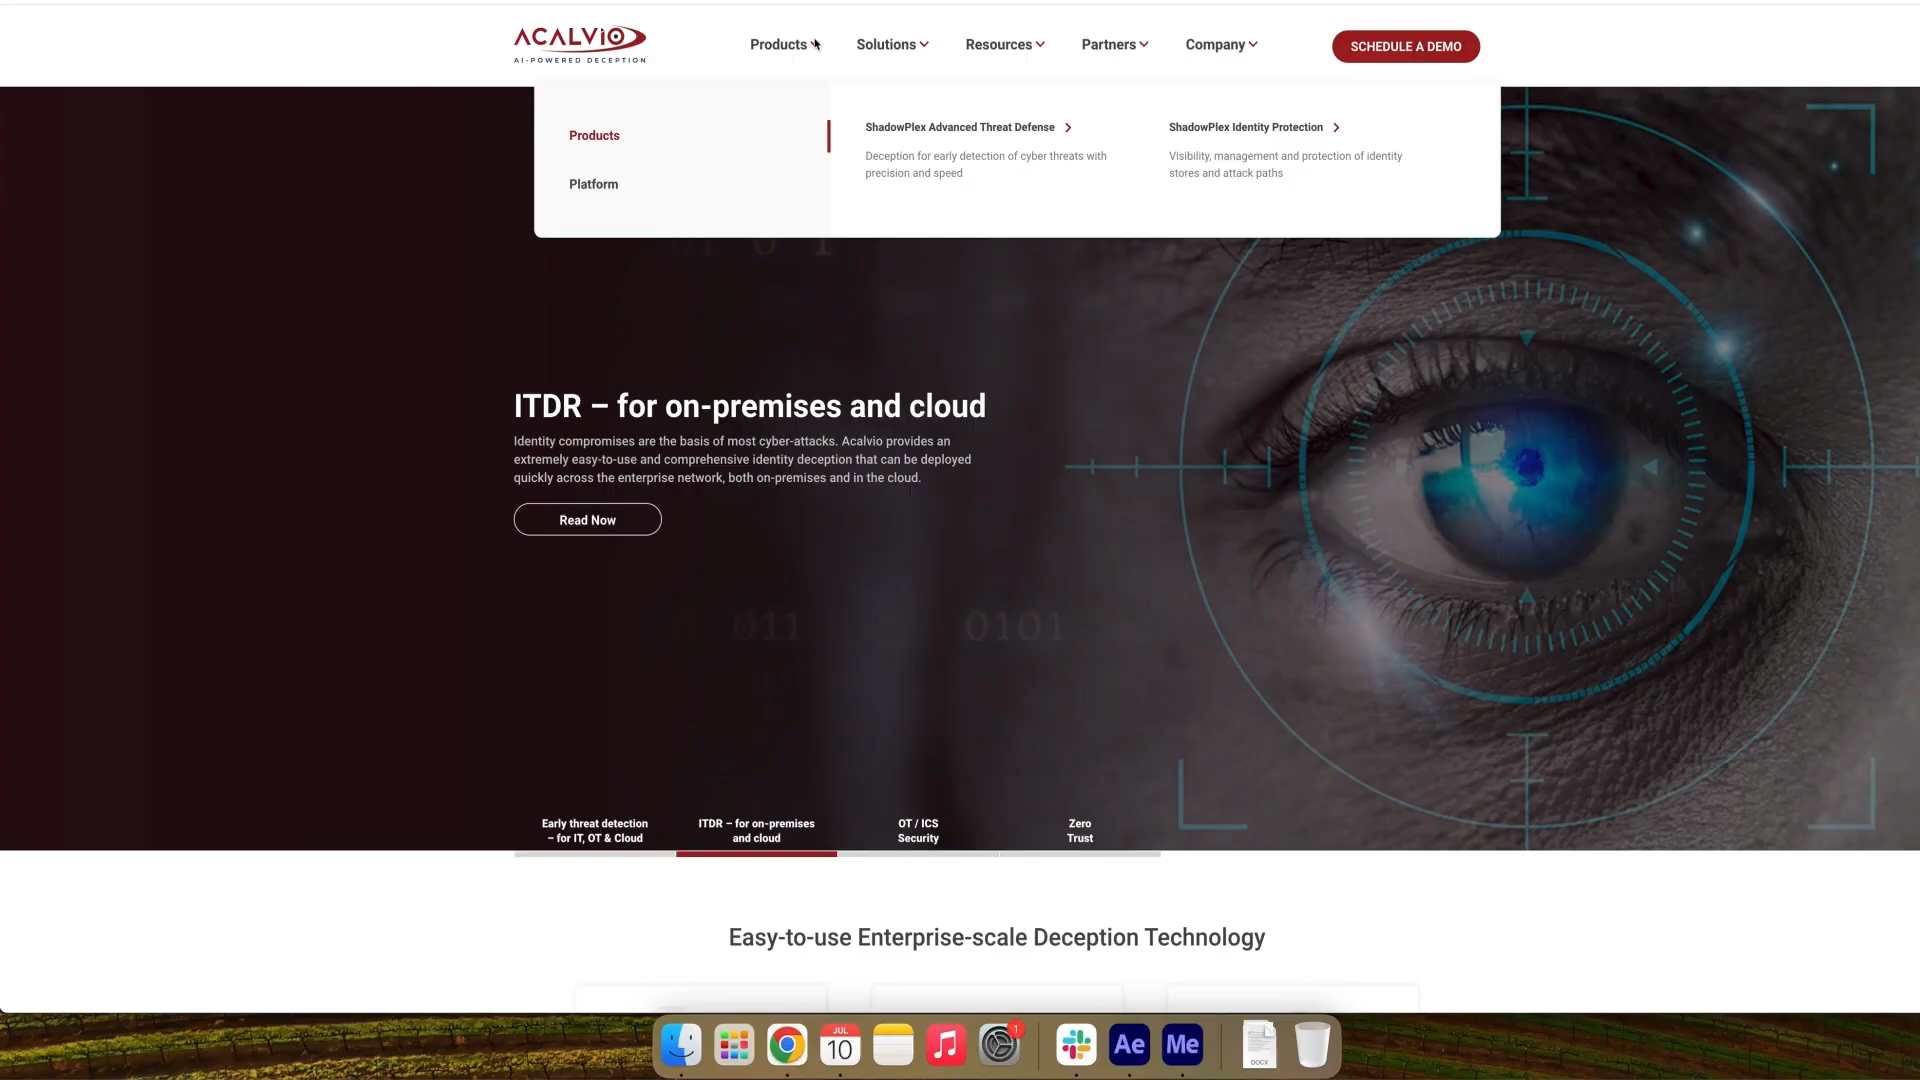 ACALVIO
AI-POWERED DECEPTION
Products
Solutions
Resources
Partners
Company
SCHEDULE A DEMO
Products
Platform
ShadowPlex Advanced Threat Defense
Deception for early detection of cyber threats with
precision and speed
ShadowPlex Identity Protection
Visibility, management and protection of identity
stores and attack paths
0 1
ITDR – for on-premises and cloud
Identity compromises are the basis of most cyber-attacks. Acalvio provides an
extremely easy-to-use and comprehensive identity deception that can be deployed
quickly across the enterprise network, both on-premises and in the cloud.
Read Now
011
0101
Early threat detection
– for IT, OT & Cloud
ITDR – for on-premises
and cloud
OT / ICS
Security
Zero
Trust
Easy-to-use Enterprise-scale Deception Technology
JUL
10
1
Ae
Me
DOCX